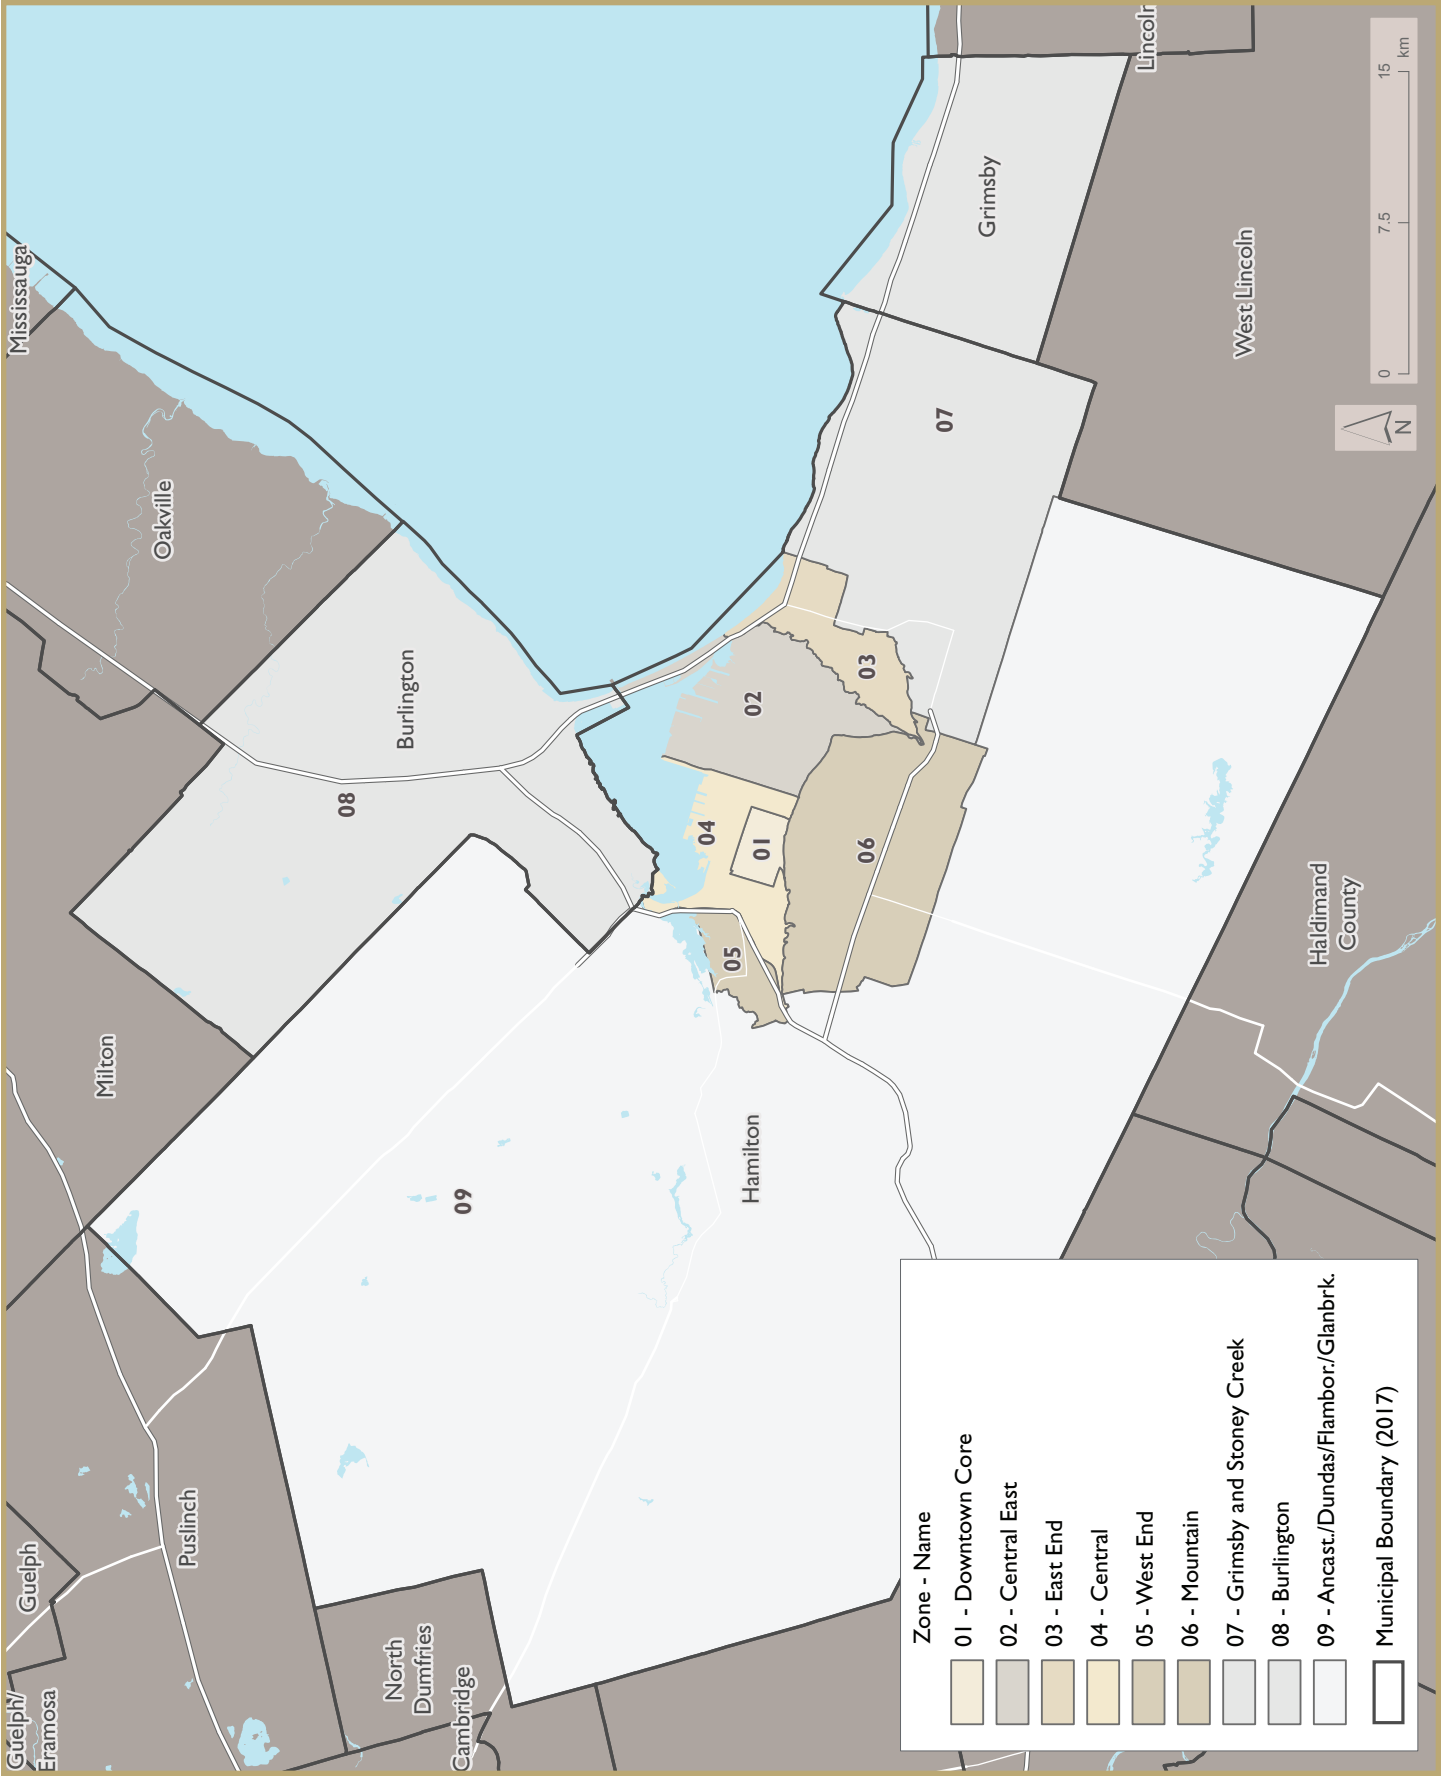 Guelph/
Eramosa
Guelph
Puslinch
Milton
Mississauga
Oakville
North
Dumfries
Cambridge
08
Burlington
09
Hamilton
05
04
01
02
06
03
07
Grimsby
Lincoln
West Lincoln
Haldimand
County
Zone - Name
01 - Downtown Core
02 - Central East
03 - East End
04 - Central
05 - West End
06 - Mountain
07 - Grimsby and Stoney Creek
08 - Burlington
09 - Ancast./Dundas/Flambor./Glanbrk.
Municipal Boundary (2017)
N
0 7.5 15
km